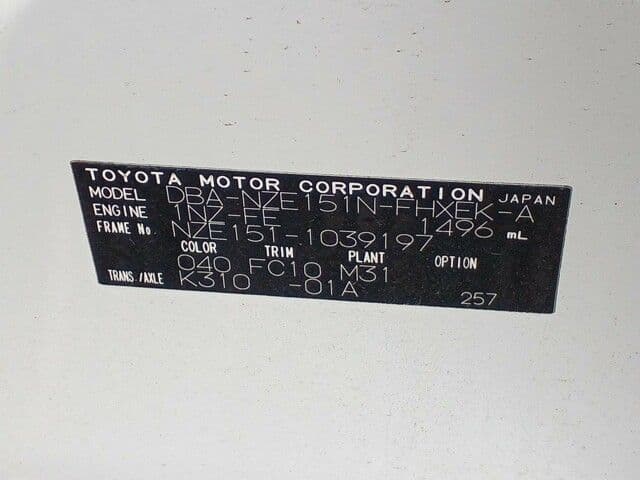 TOYOTA MOTOR CORPORATION JAPAN
MODEL DBA-NZE151N-FHXEK-A
ENGINE 1NZ-FE 1496 mL
FRAME No. NZE151-1039197
COLOR TRIM PLANT OPTION
040 FC10 M31
TRANS./AXLE K310 -01A 257